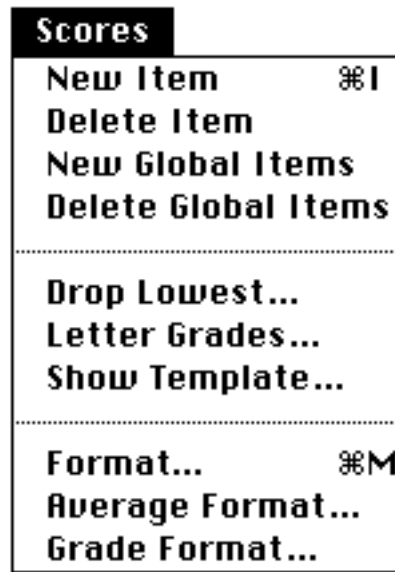 Scores
New Item ⌘I
Delete Item
New Global Items
Delete Global Items
Drop Lowest...
Letter Grades...
Show Template...
Format... ⌘M
Average Format...
Grade Format...